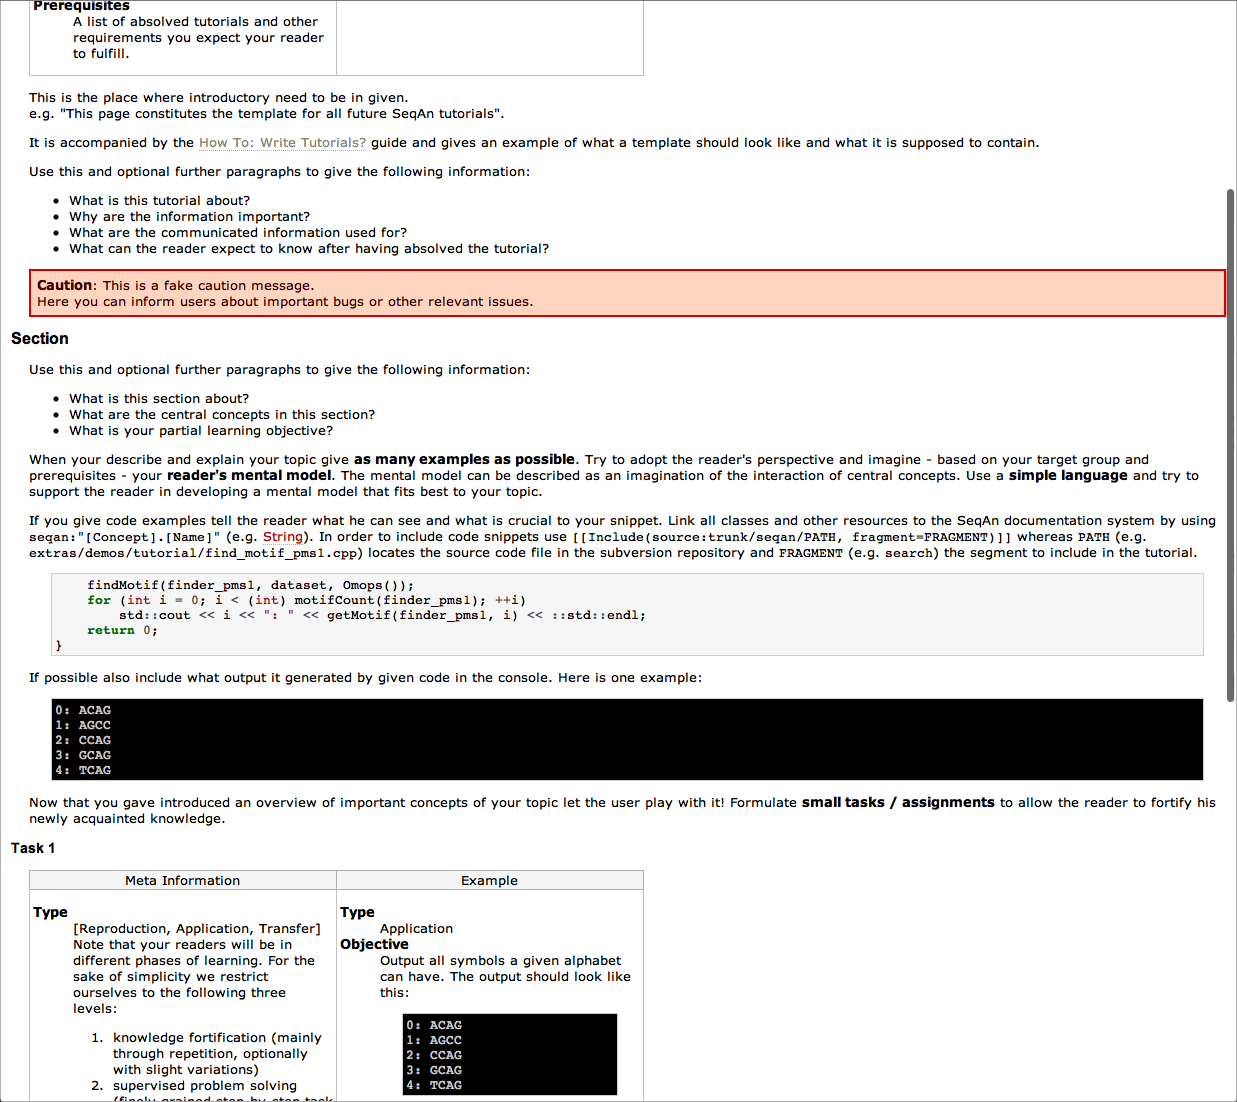 Prerequisites
A list of absolved tutorials and other
requirements you expect your reader
to fulfill.
This is the place where introductory need to be in given.
e.g. "This page constitutes the template for all future SeqAn tutorials".
It is accompanied by the How To: Write Tutorials? guide and gives an example of what a template should look like and what it is supposed to contain.
Use this and optional further paragraphs to give the following information:
• What is this tutorial about?
• Why are the information important?
• What are the communicated information used for?
• What can the reader expect to know after having absolved the tutorial?
Caution: This is a fake caution message.
Here you can inform users about important bugs or other relevant issues.
Section
Use this and optional further paragraphs to give the following information:
• What is this section about?
• What are the central concepts in this section?
• What is your partial learning objective?
When your describe and explain your topic give as many examples as possible. Try to adopt the reader's perspective and imagine - based on your target group and
prerequisites - your reader's mental model. The mental model can be described as an imagination of the interaction of central concepts. Use a simple language and try to
support the reader in developing a mental model that fits best to your topic.
If you give code examples tell the reader what he can see and what is crucial to your snippet. Link all classes and other resources to the SeqAn documentation system by using
seqan:"[Concept].[Name]" (e.g. String). In order to include code snippets use [[Include(source:trunk/seqan/PATH, fragment=FRAGMENT)]] whereas PATH (e.g.
extras/demos/tutorial/find_motif_pms1.cpp) locates the source code file in the subversion repository and FRAGMENT (e.g. search) the segment to include in the tutorial.
findMotif(finder_pms1, dataset, Omops());
for (int i = 0; i < (int) motifCount(finder_pms1); ++i)
std::cout << i << ": " << getMotif(finder_pms1, i) << ::std::endl;
return 0;
}
If possible also include what output it generated by given code in the console. Here is one example:
0: ACAG
1: AGCC
2: CCAG
3: GCAG
4: TCAG
Now that you gave introduced an overview of important concepts of your topic let the user play with it! Formulate small tasks / assignments to allow the reader to fortify his
newly acquainted knowledge.
Task 1
Meta Information
Type
[Reproduction, Application, Transfer]
Note that your readers will be in
different phases of learning. For the
sake of simplicity we restrict
ourselves to the following three
levels:
1. knowledge fortification (mainly
through repetition, optionally
with slight variations)
2. supervised problem solving
(finely grained step-by-step task
Example
Type
Application
Objective
Output all symbols a given alphabet
can have. The output should look like
this:
0: ACAG
1: AGCC
2: CCAG
3: GCAG
4: TCAG